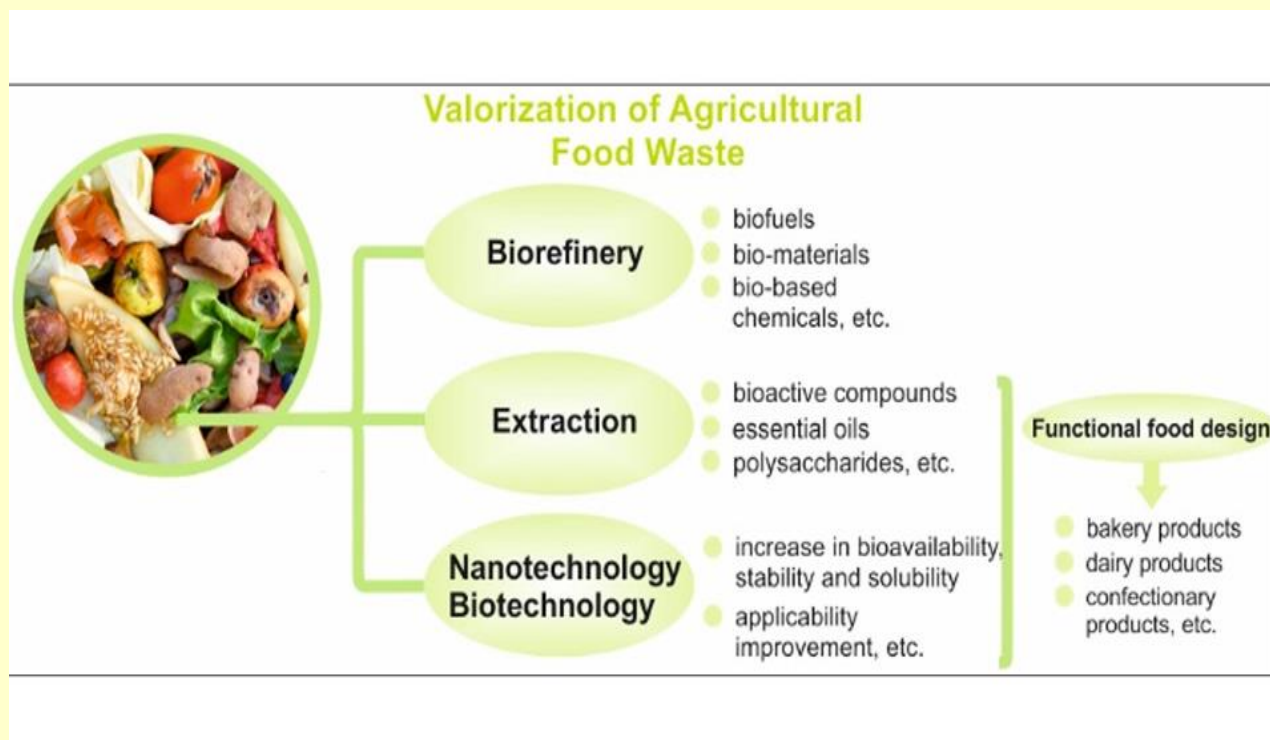 Valorization of Agricultural
Food Waste
Biorefinery
biofuels
bio-materials
bio-based
chemicals, etc.
Extraction
bioactive compounds
essential oils
polysaccharides, etc.
Nanotechnology
Biotechnology
increase in bioavailability,
stability and solubility
applicability
improvement, etc.
Functional food design
bakery products
dairy products
confectionary
products, etc.